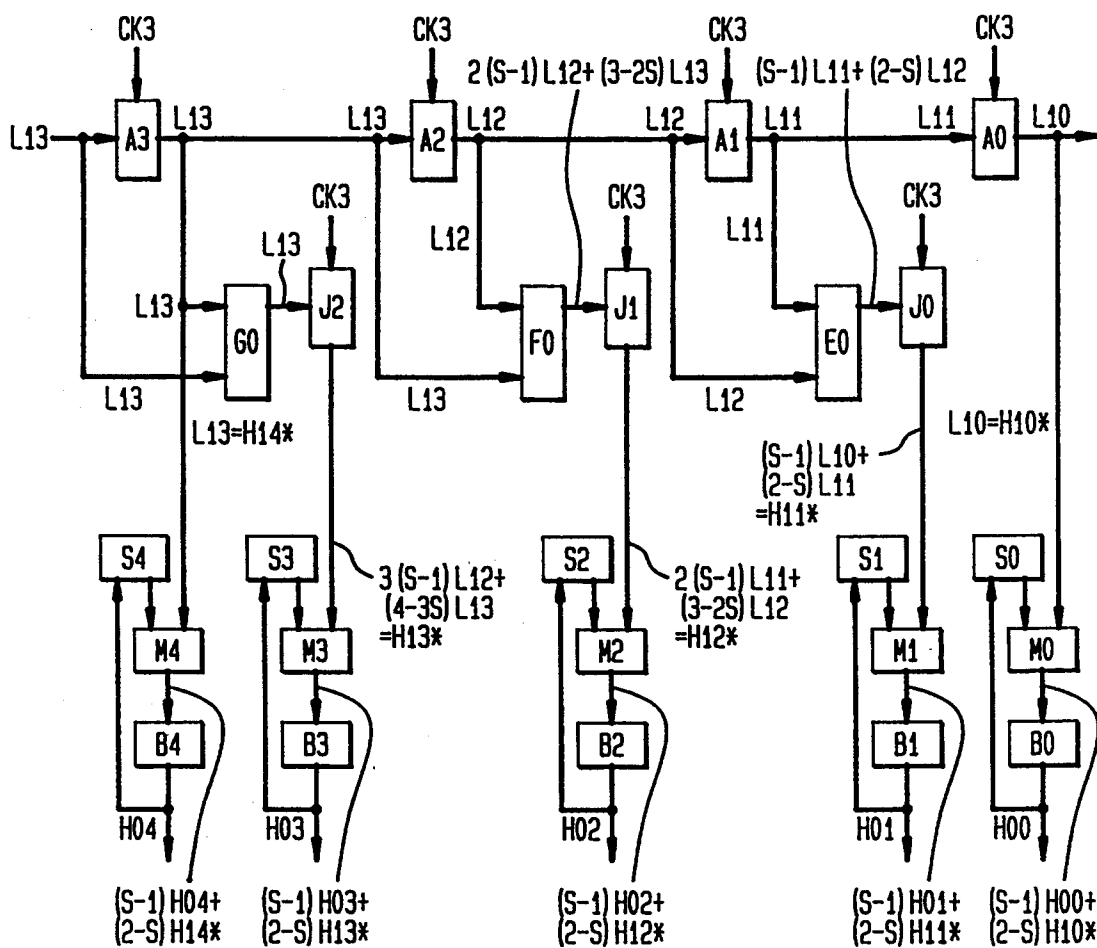 CK3 CK3 CK3 CK3
2 (S-1) L12+ (3-2S) L13 (S-1) L11+ (2-S) L12
L13 A3 L13 L13 A2 L12 L12 A1 L11 L11 A0 L10
CK3 CK3 CK3
L13 L12 L11
L13 G0 J2 F0 J1 E0 J0
L13 L13 L12
L13=H14* L10=H10*
(S-1) L10+
(2-S) L11
=H11*
S4 S3 S2 S1 S0
3 (S-1) L12+
(4-3S) L13
=H13*
2 (S-1) L11+
(3-2S) L12
=H12*
M4 M3 M2 M1 M0
B4 B3 B2 B1 B0
H04 H03 H02 H01 H00
(S-1) H04+ (S-1) H03+ (S-1) H02+ (S-1) H01+ (S-1) H00+
(2-S) H14* (2-S) H13* (2-S) H12* (2-S) H11* (2-S) H10*